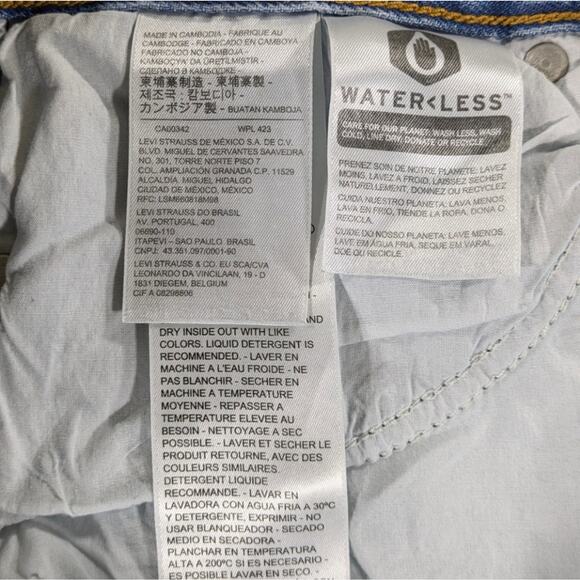 MADE IN CAMBODIA - FABRIQUE AU
CAMBODGE - FABRICADO EN CAMBOYA
FABRICADO NO CAMBOJA -
KAMBOÇYA'DA ÜRETİLMİSTİR -
СДЕЛАНО В КАМБОДЖЕ -
柬埔寨制造 - 柬埔寨製 -
제조국 : 캄보디아 -
カンボジア製 - BUATAN KAMBOJA
CA00342 WPL 423
LEVI STRAUSS DE MÉXICO S.A. DE C.V.
BLVD. MIGUEL DE CERVANTES SAAVEDRA
NO. 301, TORRE NORTE PISO 7
COL. AMPLIACIÓN GRANADA C.P. 11529
ALCALDÍA. MIGUEL HIDALGO
CIUDAD DE MÉXICO, MÉXICO
RFC: LSM660818M98
LEVI STRAUSS DO BRASIL
AV. PORTUGAL, 400
06690-110
ITAPEVI – SAO PAULO BRASIL
CNPJ: 43.351.097/0001-90
LEVI STRAUSS & CO. EU SCA/CVA
LEONARDO DA VINCILAAN, 19 - D
1831 DIEGEM, BELGIUM
CIF A 08298806
WATER<LESS™
CARE FOR OUR PLANET: WASH LESS, WASH
COLD, LINE DRY, DONATE OR RECYCLE
PRENEZ SOIN DE NOTRE PLANETE: LAVEZ
MOINS, LAVEZ A FROID, LAISSEZ SECHER
NATURELLEMENT, DONNEZ OU RECYCLEZ
CUIDA NUESTRO PLANETA: LAVA MENOS,
LAVA EN FRIO, TIENDE LA ROPA, DONA O
RECICLA.
CUIDE DO NOSSO PLANETA: LAVE MENOS,
LAVE EM ÁGUA FRIA, SEQUE EM VARAL,
DOE OU RECICLE.
AND
DRY INSIDE OUT WITH LIKE
COLORS. LIQUID DETERGENT IS
RECOMMENDED. - LAVER EN
MACHINE A L'EAU FROIDE - NE
PAS BLANCHIR - SECHER EN
MACHINE A TEMPERATURE
MOYENNE - REPASSER A
TEMPERATURE ELEVEE AU
BESOIN - NETTOYAGE A SEC
POSSIBLE. - LAVER ET SECHER LE
PRODUIT RETOURNE, AVEC DES
COULEURS SIMILAIRES.
DETERGENT LIQUIDE
RECOMMANDE. - LAVAR EN
LAVADORA CON AGUA FRIA A 30ºC
Y DETERGENTE, EXPRIMIR - NO
USAR BLANQUEADOR - SECADO
MEDIO EN SECADORA -
PLANCHAR EN TEMPERATURA
ALTA A 200ºC SI ES NECESARIO -
ES POSIBLE LAVADO EN SECO. -